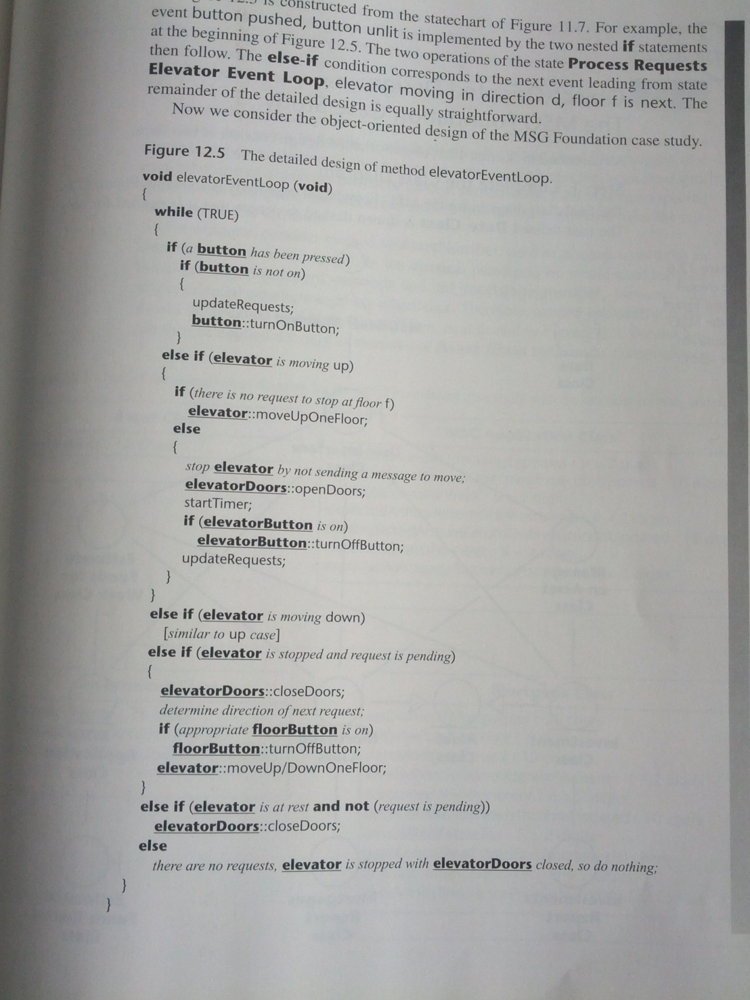 is constructed from the statechart of Figure 11.7. For example, the
event button pushed, button unlit is implemented by the two nested if statements
at the beginning of Figure 12.5. The two operations of the state Process Requests
then follow. The else-if condition corresponds to the next event leading from state
Elevator Event Loop, elevator moving in direction d, floor f is next. The
remainder of the detailed design is equally straightforward.
Now we consider the object-oriented design of the MSG Foundation case study.
Figure 12.5 The detailed design of method elevatorEventLoop.
void elevatorEventLoop (void)
{
while (TRUE)
{
if (a button has been pressed)
if (button is not on)
{
updateRequests;
button::turnOnButton;
}
else if (elevator is moving up)
{
if (there is no request to stop at floor f)
elevator::moveUpOneFloor;
else
{
stop elevator by not sending a message to move;
elevatorDoors::openDoors;
startTimer;
if (elevatorButton is on)
elevatorButton::turnOffButton;
updateRequests;
}
}
else if (elevator is moving down)
[similar to up case]
else if (elevator is stopped and request is pending)
{
elevatorDoors::closeDoors;
determine direction of next request;
if (appropriate floorButton is on)
floorButton::turnOffButton;
elevator::moveUp/DownOneFloor;
}
else if (elevator is at rest and not (request is pending))
elevatorDoors::closeDoors;
else
there are no requests, elevator is stopped with elevatorDoors closed, so do nothing;
}
}